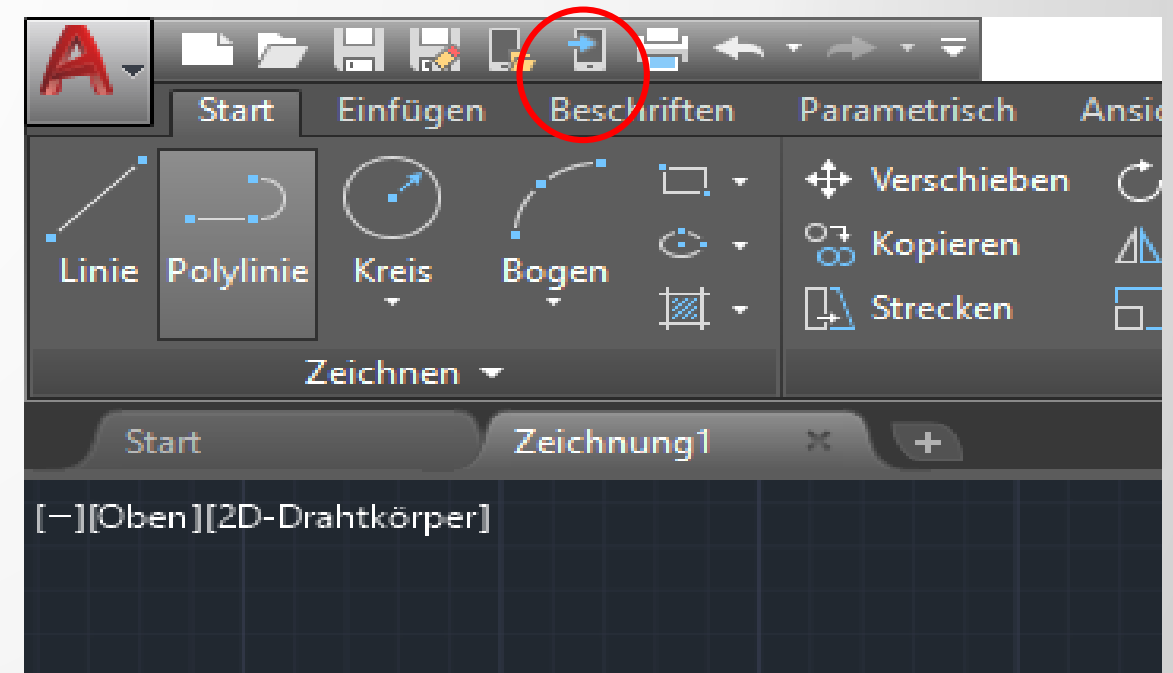 Start Einfügen Beschriften Parametrisch
Verschieben
Kopieren
Linie Polylinie Kreis Bogen
Strecken
Zeichnen
Start Zeichnung1
[−][Oben][2D-Drahtkörper]